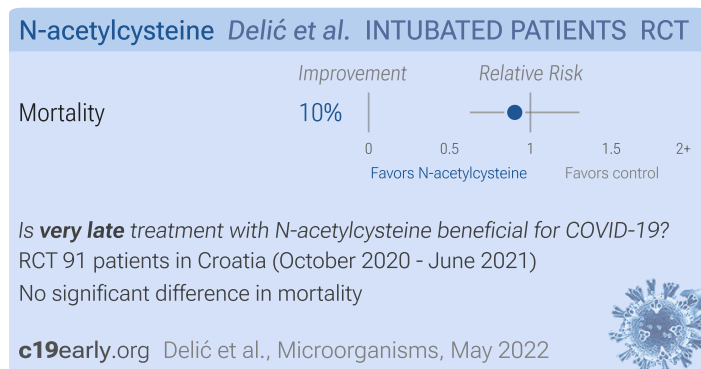 N-acetylcysteine Delić et al. INTUBATED PATIENTS RCT
Improvement Relative Risk
Mortality 10%
0 0.5 1 1.5 2+
Favors N-acetylcysteine Favors control
Is very late treatment with N-acetylcysteine beneficial for COVID-19?
RCT 91 patients in Croatia (October 2020 - June 2021)
No significant difference in mortality
c19early.org Delić et al., Microorganisms, May 2022